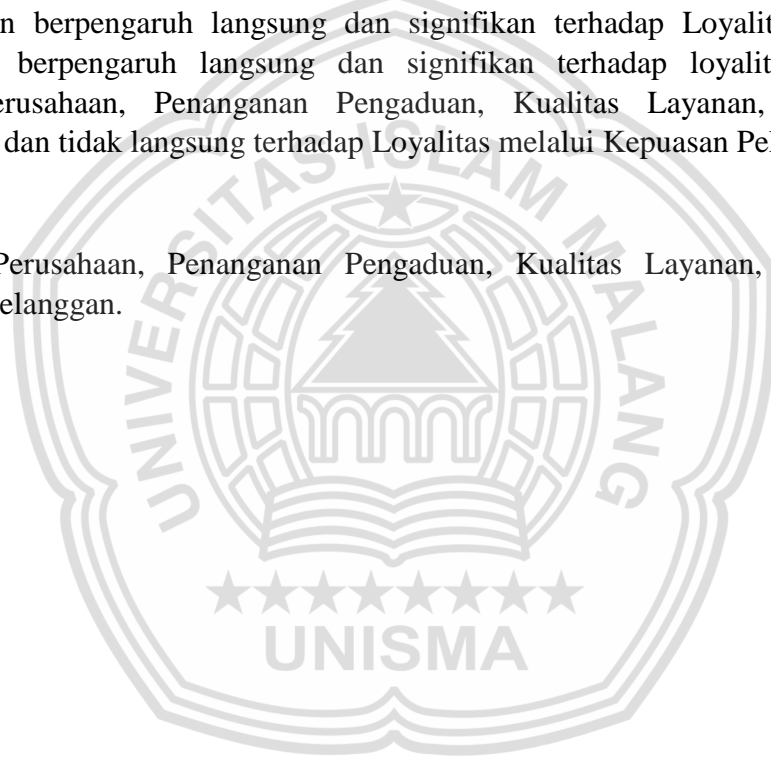 n berpengaruh langsung dan signifikan terhadap Loyalit
berpengaruh langsung dan signifikan terhadap loyalit
erusahaan, Penanganan Pengaduan, Kualitas Layanan,
dan tidak langsung terhadap Loyalitas melalui Kepuasan Pel
Perusahaan, Penanganan Pengaduan, Kualitas Layanan,
elanggan.
UNIVERSITAS ISLAM MALANG
UNISMA